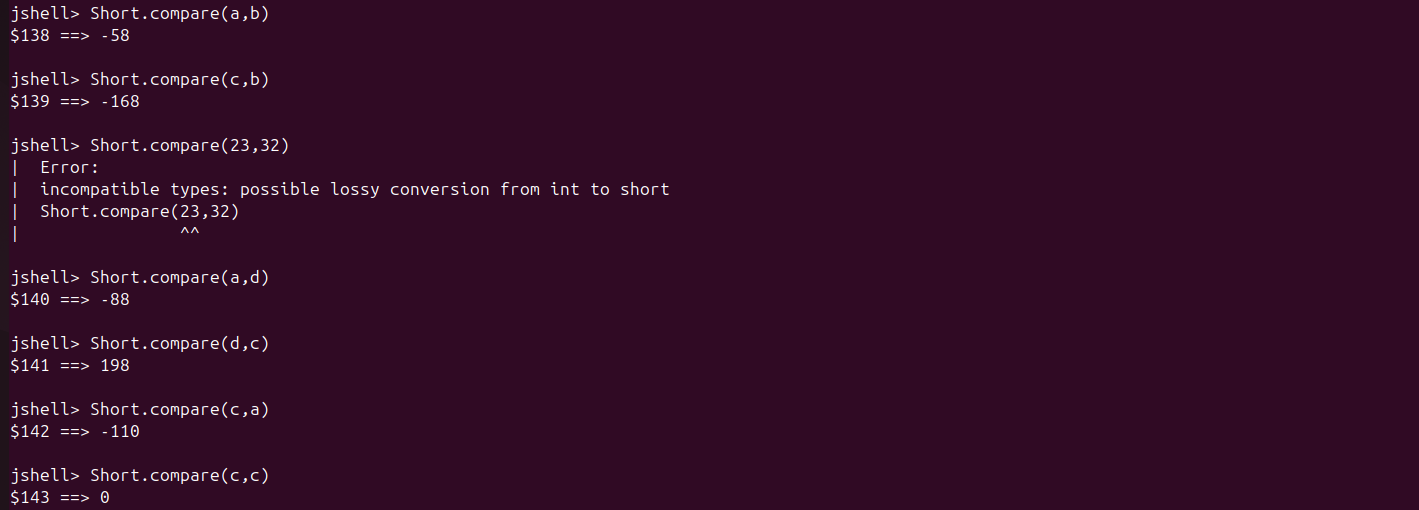 jshell> Short.compare(a,b)
$138 ==> -58
jshell> Short.compare(c,b)
$139 ==> -168
jshell> Short.compare(23,32)
|  Error:
|  incompatible types: possible lossy conversion from int to short
|  Short.compare(23,32)
|                ^^
jshell> Short.compare(a,d)
$140 ==> -88
jshell> Short.compare(d,c)
$141 ==> 198
jshell> Short.compare(c,a)
$142 ==> -110
jshell> Short.compare(c,c)
$143 ==> 0